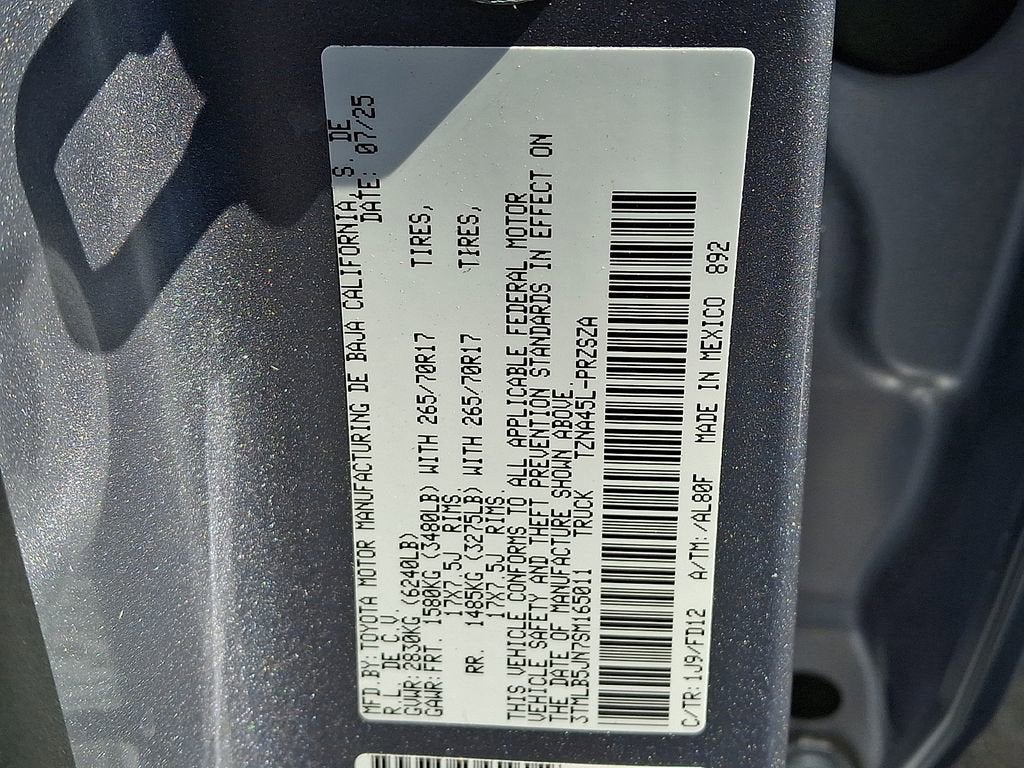 MFD.BY:TOYOTA MOTOR MANUFACTURING DE BAJA CALIFORNIA, S. DE
R.L. DE C.V. DATE: 07/25
GVWR:2830KG (6240LB)
GAWR:FRT. 1580KG (3480LB) WITH 265/70R17 TIRES,
17X7.5J RIMS.
RR. 1485KG (3275LB) WITH 265/70R17 TIRES,
17X7.5J RIMS.
THIS VEHICLE CONFORMS TO ALL APPLICABLE FEDERAL MOTOR
VEHICLE SAFETY AND THEFT PREVENTION STANDARDS IN EFFECT ON
THE DATE OF MANUFACTURE SHOWN ABOVE.
3TMLB5JN7SM165011 TRUCK TZNA45L-PRZSZA
C/TR:1J9/FD12 A/TM:/AL80F MADE IN MEXICO 892